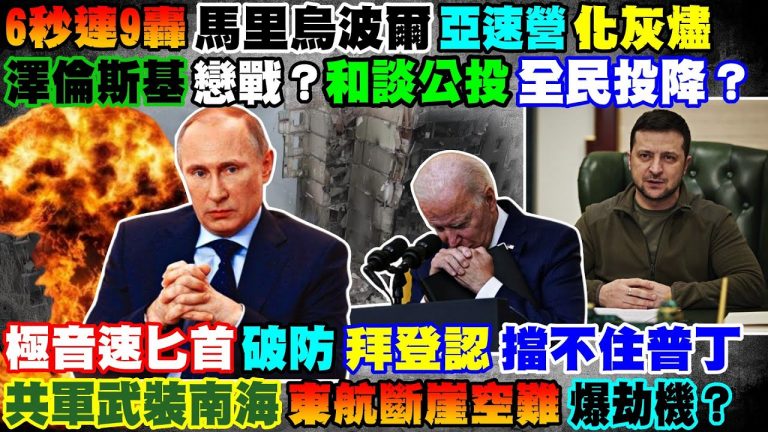 6秒連9轟 馬里烏波爾 亞速營 化灰燼
澤倫斯基 戀戰？和談公投 全民投降？
極音速匕首 破防 拜登認 擋不住普丁
共軍武裝南海 東航斷崖空難 爆劫機？